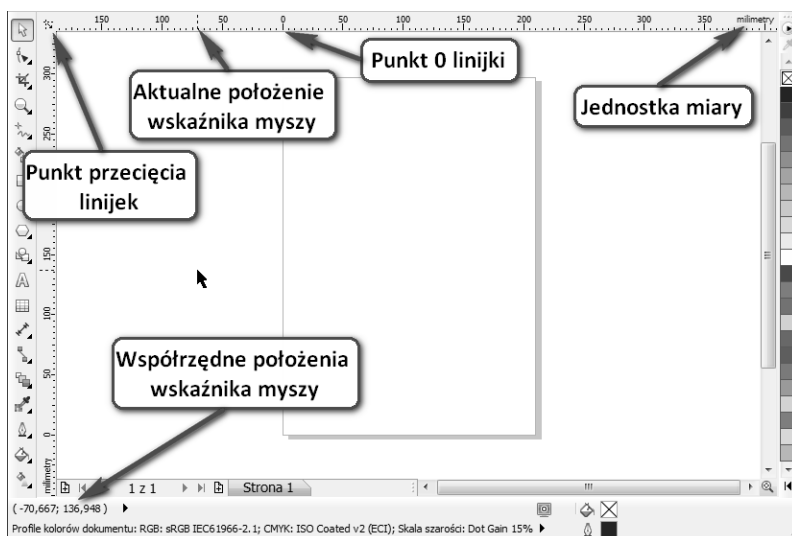 150 100 50 0 50 100 150 200 250 300 350 milimetry
Punkt 0 linijki
Aktualne położenie
wskaźnika myszy
Jednostka miary
Punkt przecięcia
linijek
300
250
150
100
50
0
milimetry
Współrzędne położenia
wskaźnika myszy
1 z 1 Strona 1
( -70,667; 136,948 )
Profile kolorów dokumentu: RGB: sRGB IEC61966-2.1; CMYK: ISO Coated v2 (ECI); Skala szarości: Dot Gain 15%